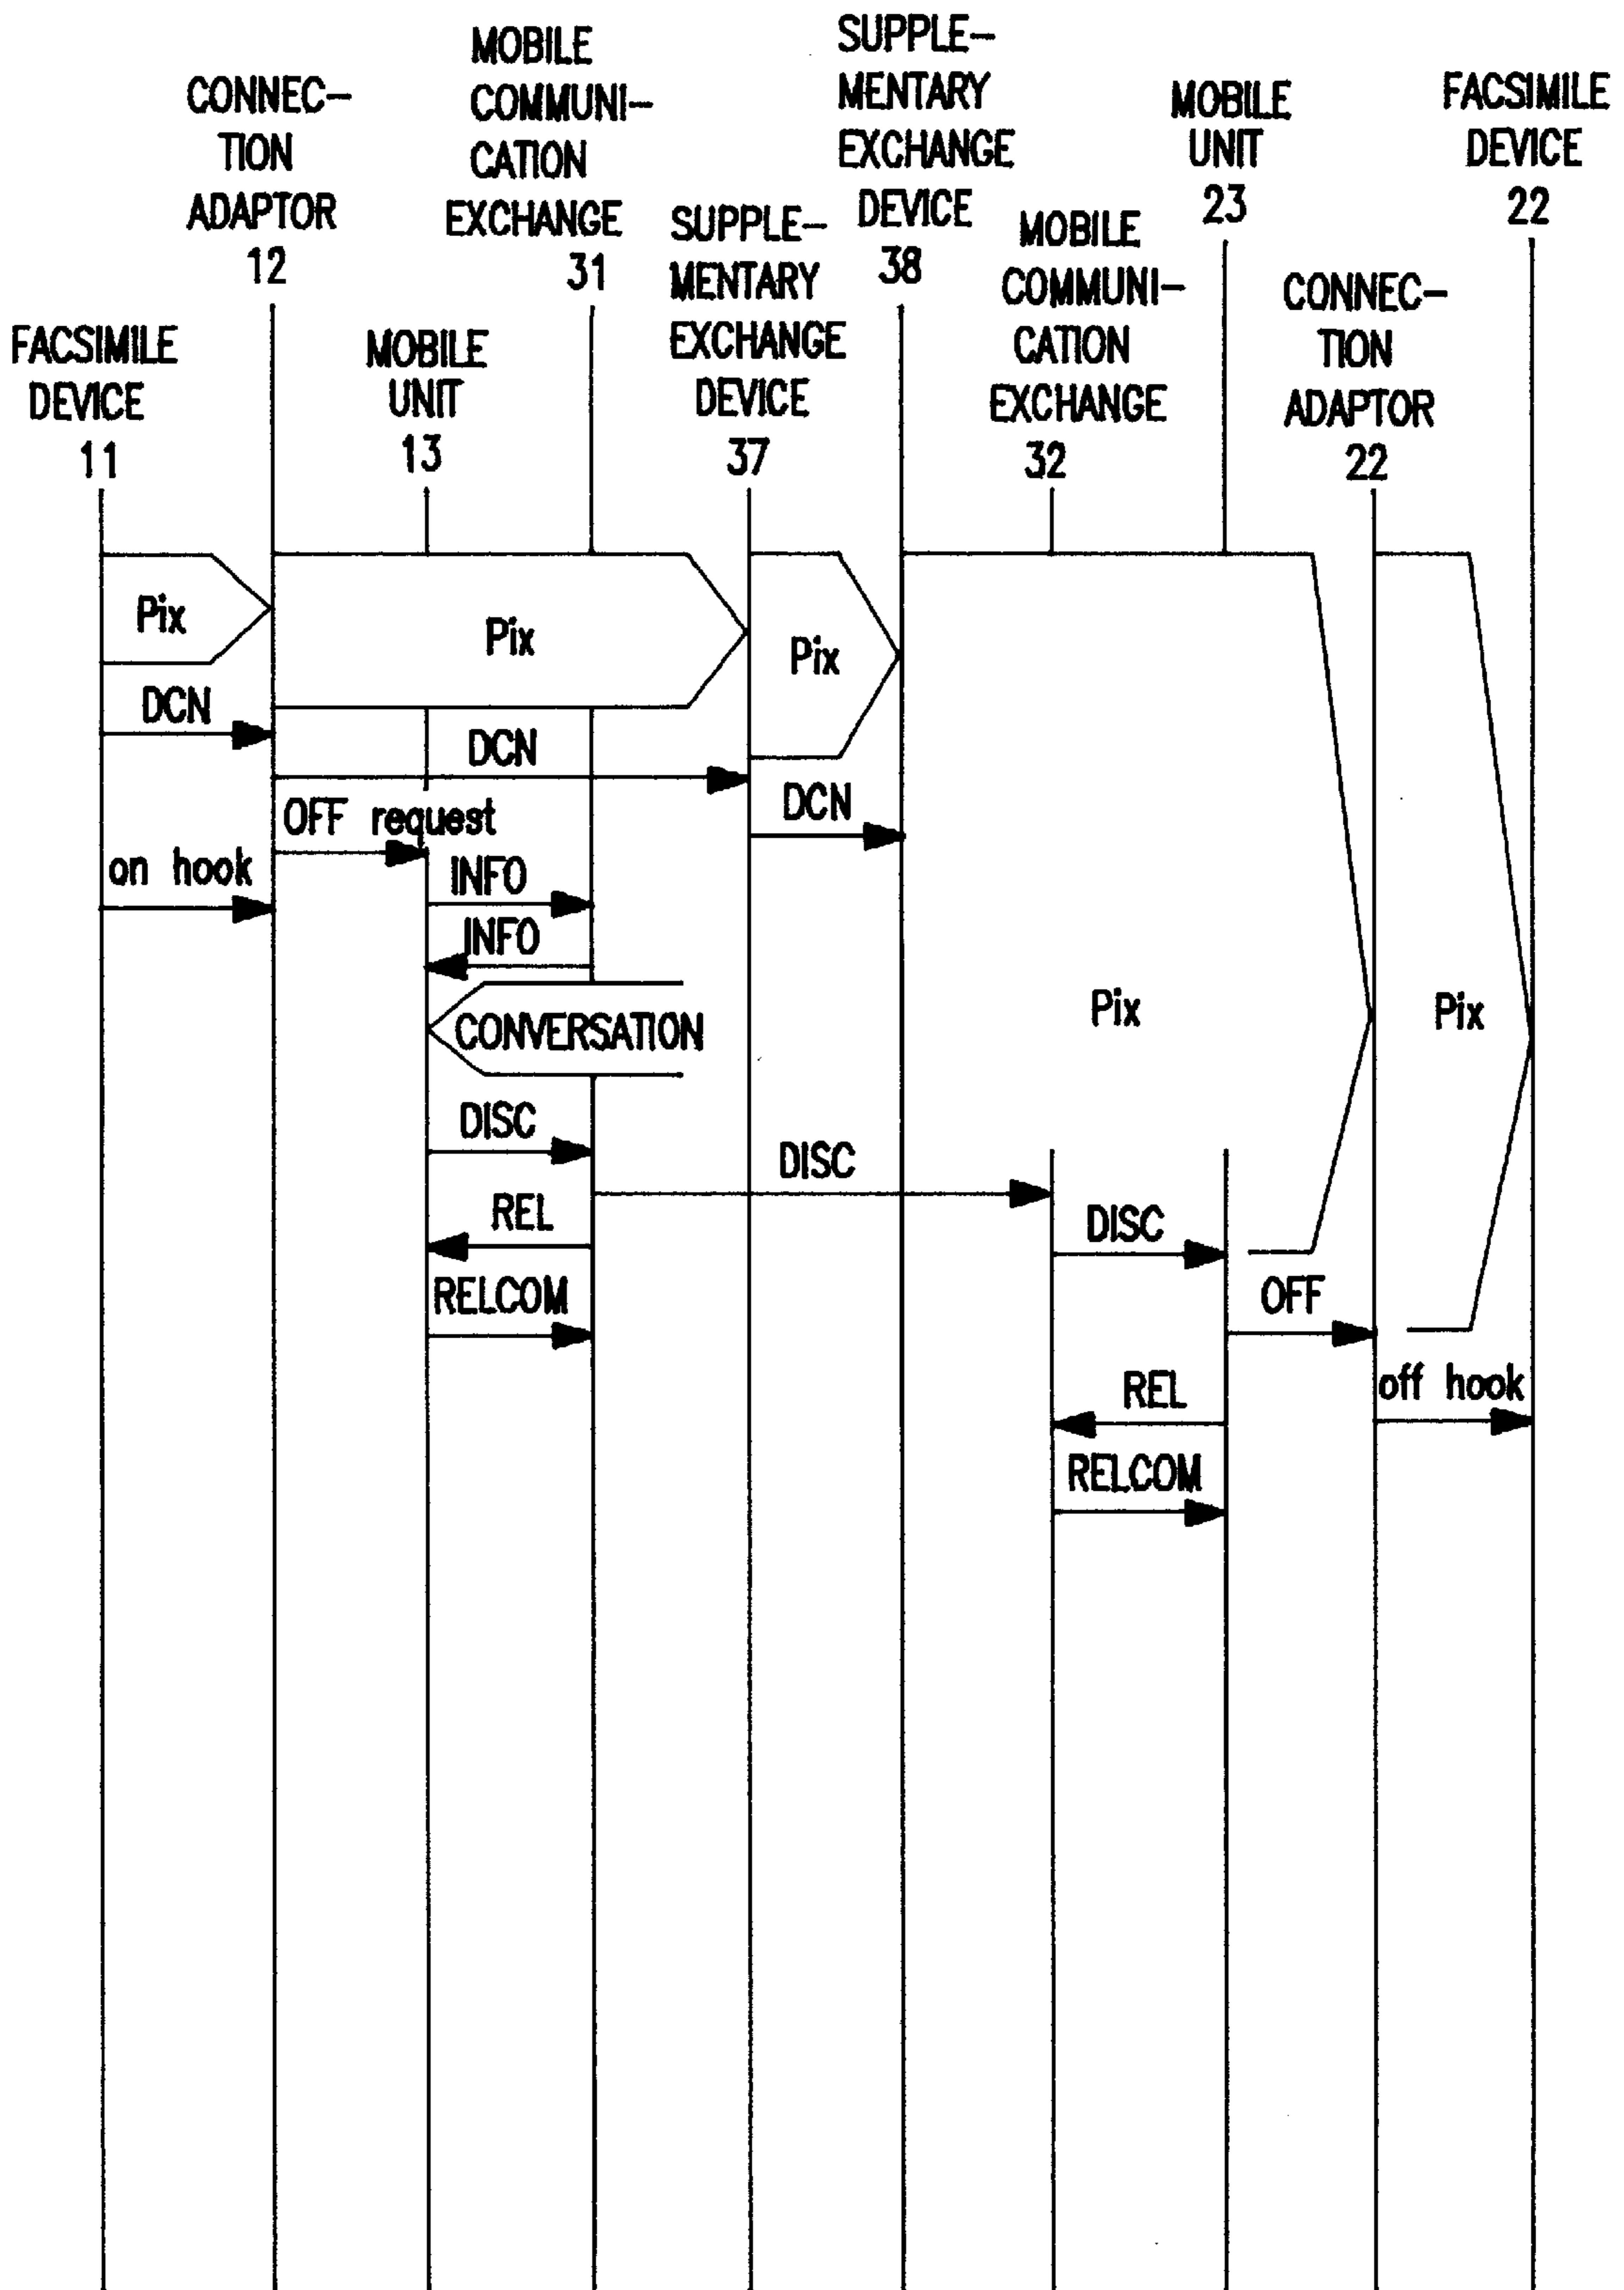 FACSIMILE
DEVICE
11
CONNEC-
TION
ADAPTOR
12
MOBILE
UNIT
13
MOBILE
COMMUNI-
CATION
EXCHANGE
31
SUPPLE-
MENTARY
EXCHANGE
DEVICE
37
SUPPLE-
MENTARY
EXCHANGE
DEVICE
38
MOBILE
COMMUNI-
CATION
EXCHANGE
32
MOBILE
UNIT
23
CONNEC-
TION
ADAPTOR
22
FACSIMILE
DEVICE
22
Pix
Pix
Pix
DCN
DCN
DCN
OFF request
on hook
INFO
INFO
Pix
Pix
CONVERSATION
DISC
DISC
REL
DISC
RELCOM
OFF
REL
off hook
RELCOM